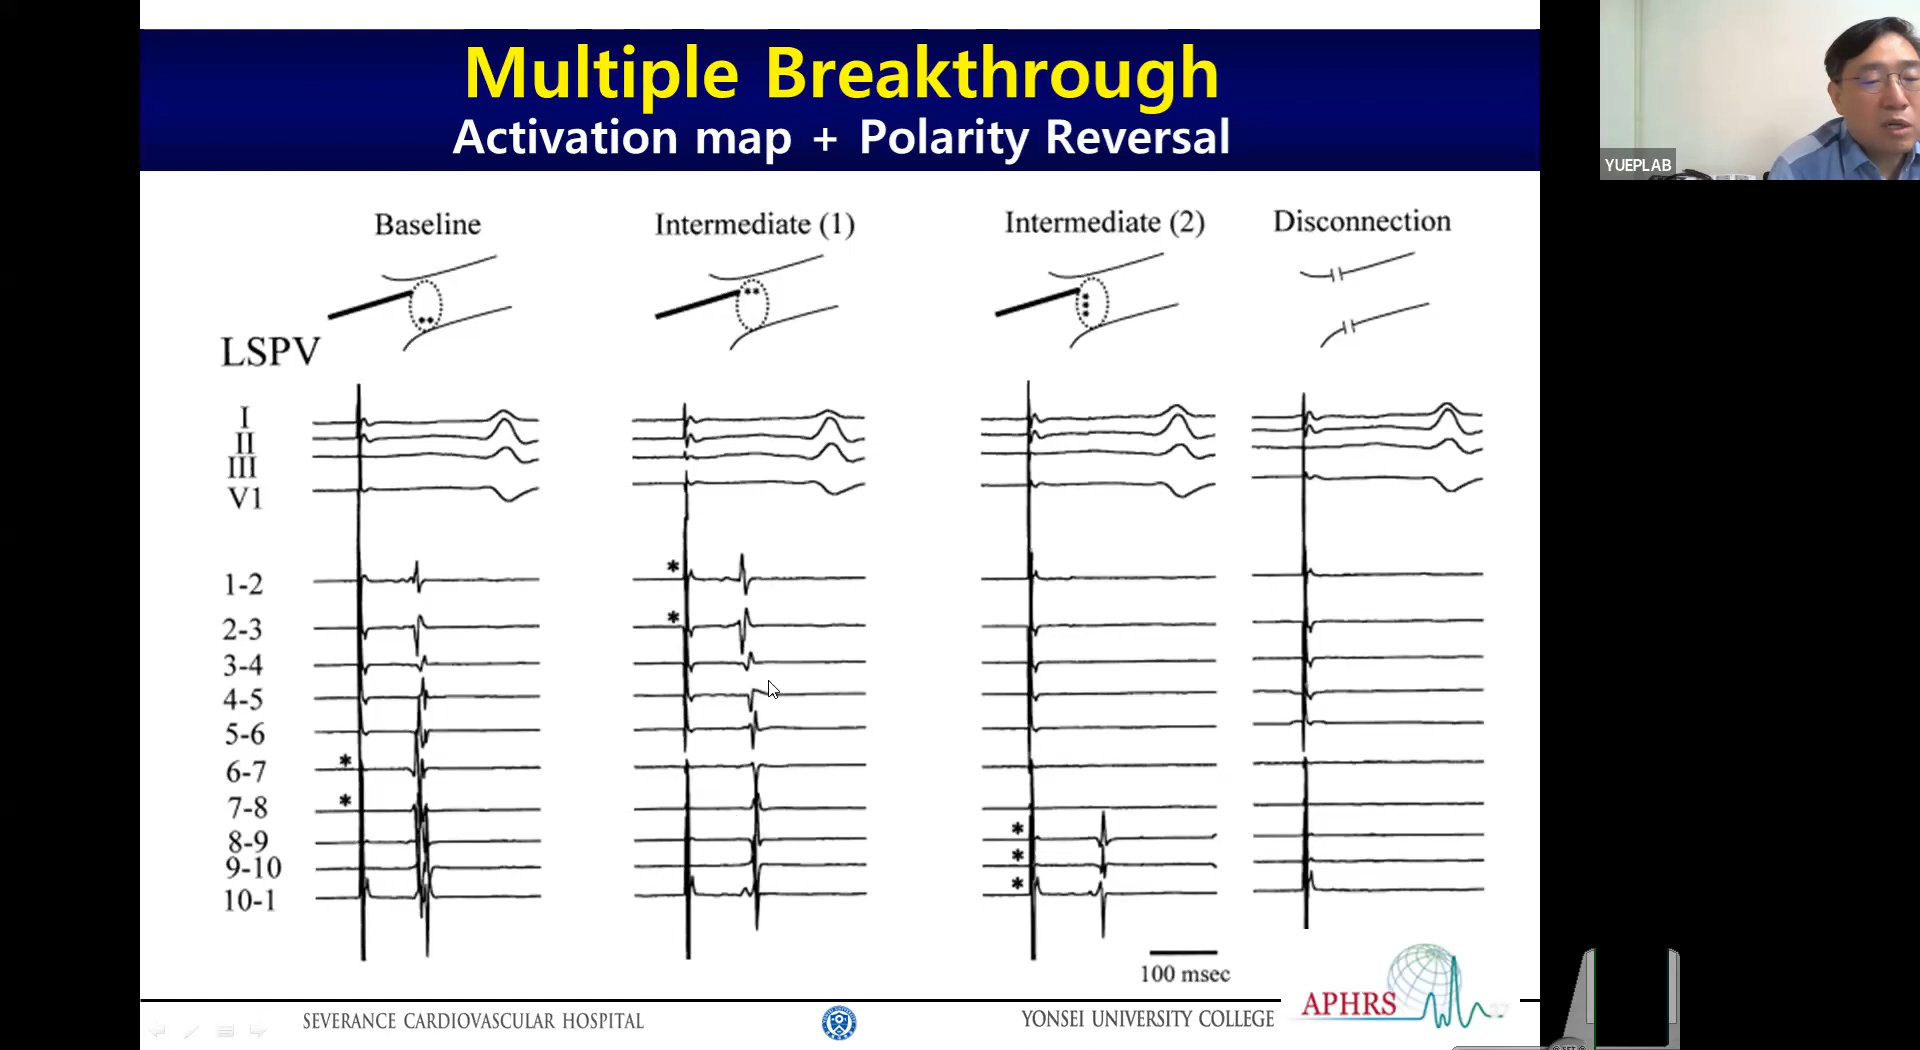 Multiple Breakthrough
Activation map + Polarity Reversal
YUEPLAB
Baseline
Intermediate (1)
Intermediate (2)
Disconnection
LSPV
I
II
III
V1
1-2
2-3
3-4
4-5
5-6
6-7
7-8
8-9
9-10
10-1
*
*
*
*
*
*
*
100 msec
SEVERANCE CARDIOVASCULAR HOSPITAL
YONSEI UNIVERSITY COLLEGE
APHRS